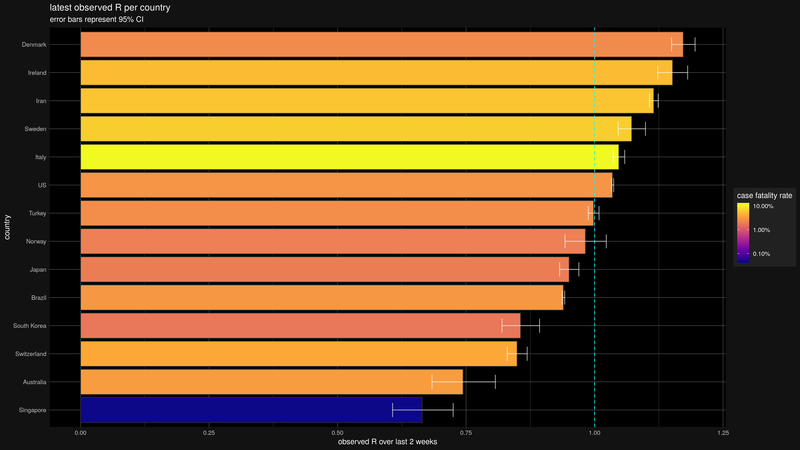 latest observed R per country
error bars represent 95% CI
country
Denmark
Ireland
Iran
Sweden
Italy
US
Turkey
Norway
Japan
Brazil
South Korea
Switzerland
Australia
Singapore
0.00 0.25 0.50 0.75 1.00 1.25
observed R over last 2 weeks
case fatality rate
10.00%
1.00%
0.10%